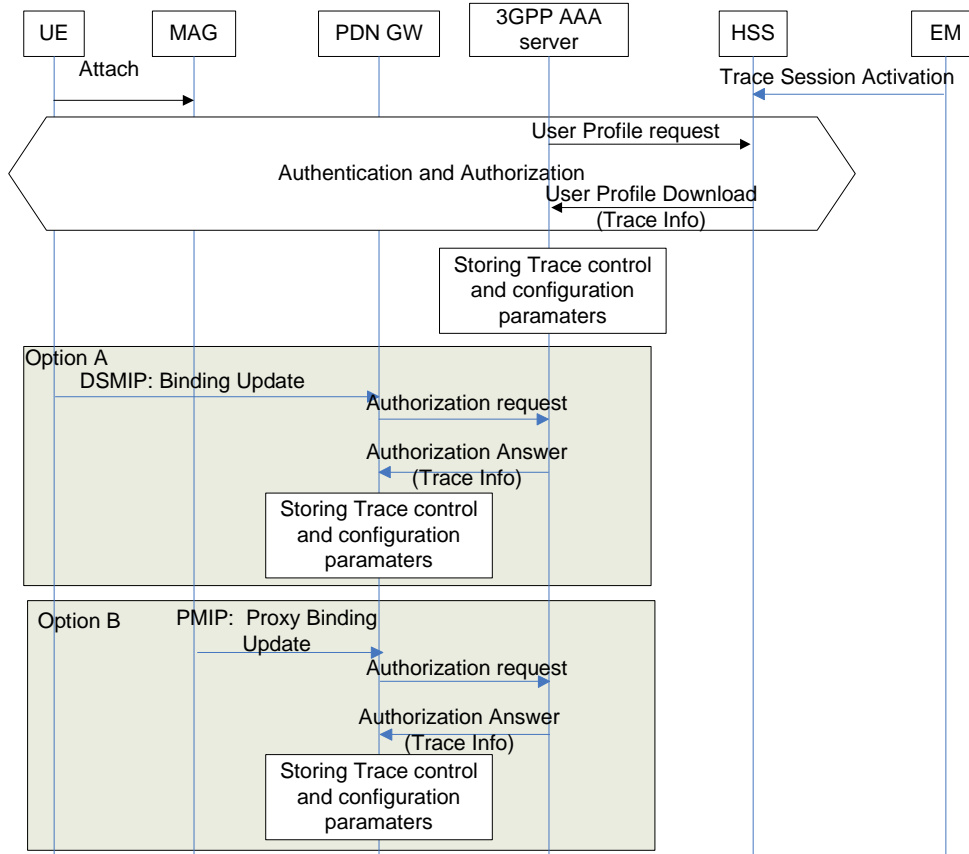 UE
MAG
PDN GW
3GPP AAA
server
HSS
EM
Attach
Trace Session Activation
User Profile request
Authentication and Authorization
User Profile Download
(Trace Info)
Storing Trace control
and configuration
paramaters
Option A
DSMIP: Binding Update
Authorization request
Authorization Answer
(Trace Info)
Storing Trace control
and configuration
paramaters
Option B
PMIP:  Proxy Binding
Update
Authorization request
Authorization Answer
(Trace Info)
Storing Trace control
and configuration
paramaters